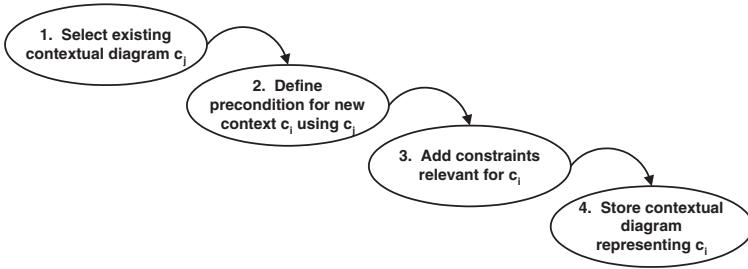 1. Select existing
contextual diagram cj
2. Define
precondition for new
context ci using cj
3. Add constraints
relevant for ci
4. Store contextual
diagram
representing ci